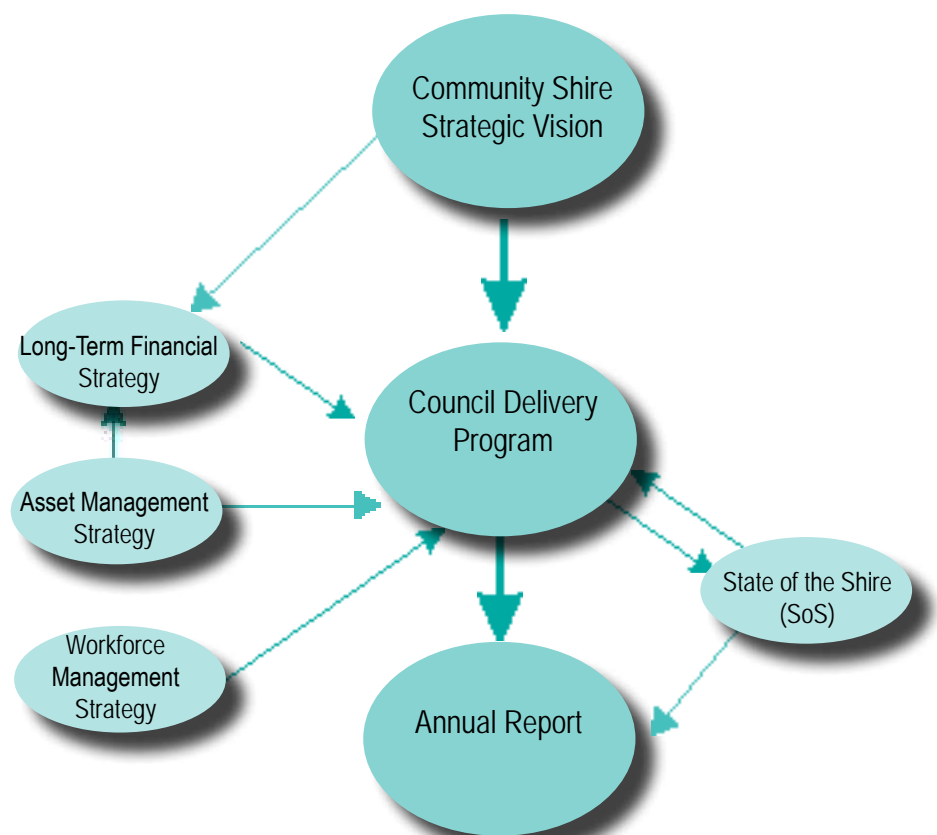 Community Shire
Strategic Vision
Long-Term Financial
Strategy
Council Delivery
Program
Asset Management
Strategy
State of the Shire
(SoS)
Workforce
Management
Strategy
Annual Report